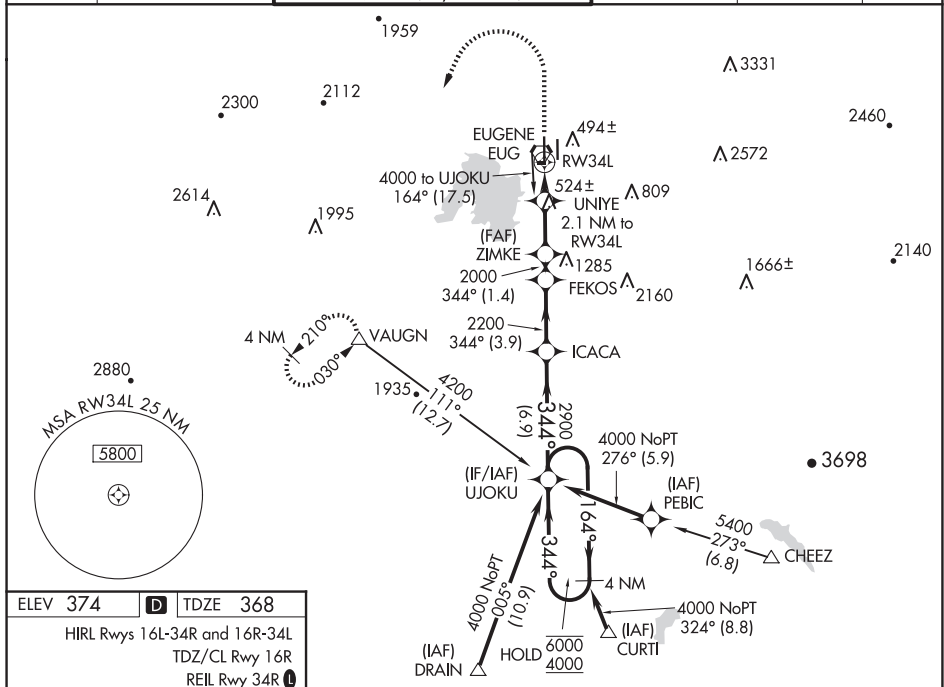 1959
3331
2300
2112
2460
EUGENE
EUG
494±
RW34L
2572
4000 to UJOKU
164° (17.5)
524±
UNIYE
2.1 NM to
RW34L
809
2614
1995
(FAF)
ZIMKE
1285
2140
2000
344° (1.4)
FEKOS
2160
1666±
VAUGN
4 NM
210°
030°
2200
344° (3.9)
ICACA
2880
1935
4200
111°
(12.7)
MSA RW34L 25 NM
5800
2900
344°
(6.9)
4000 NoPT
276° (5.9)
3698
(IF/IAF)
UJOKU
(IAF)
PEBIC
164°
344°
5400
273°
(6.8)
CHEEZ
4 NM
4000 NoPT
005°
(10.9)
4000 NoPT
324° (8.8)
(IAF)
CURTI
HOLD
6000
4000
(IAF)
DRAIN
ELEV 374 D TDZE 368
HIRL Rwys 16L-34R and 16R-34L
TDZ/CL Rwy 16R
REIL Rwy 34R L